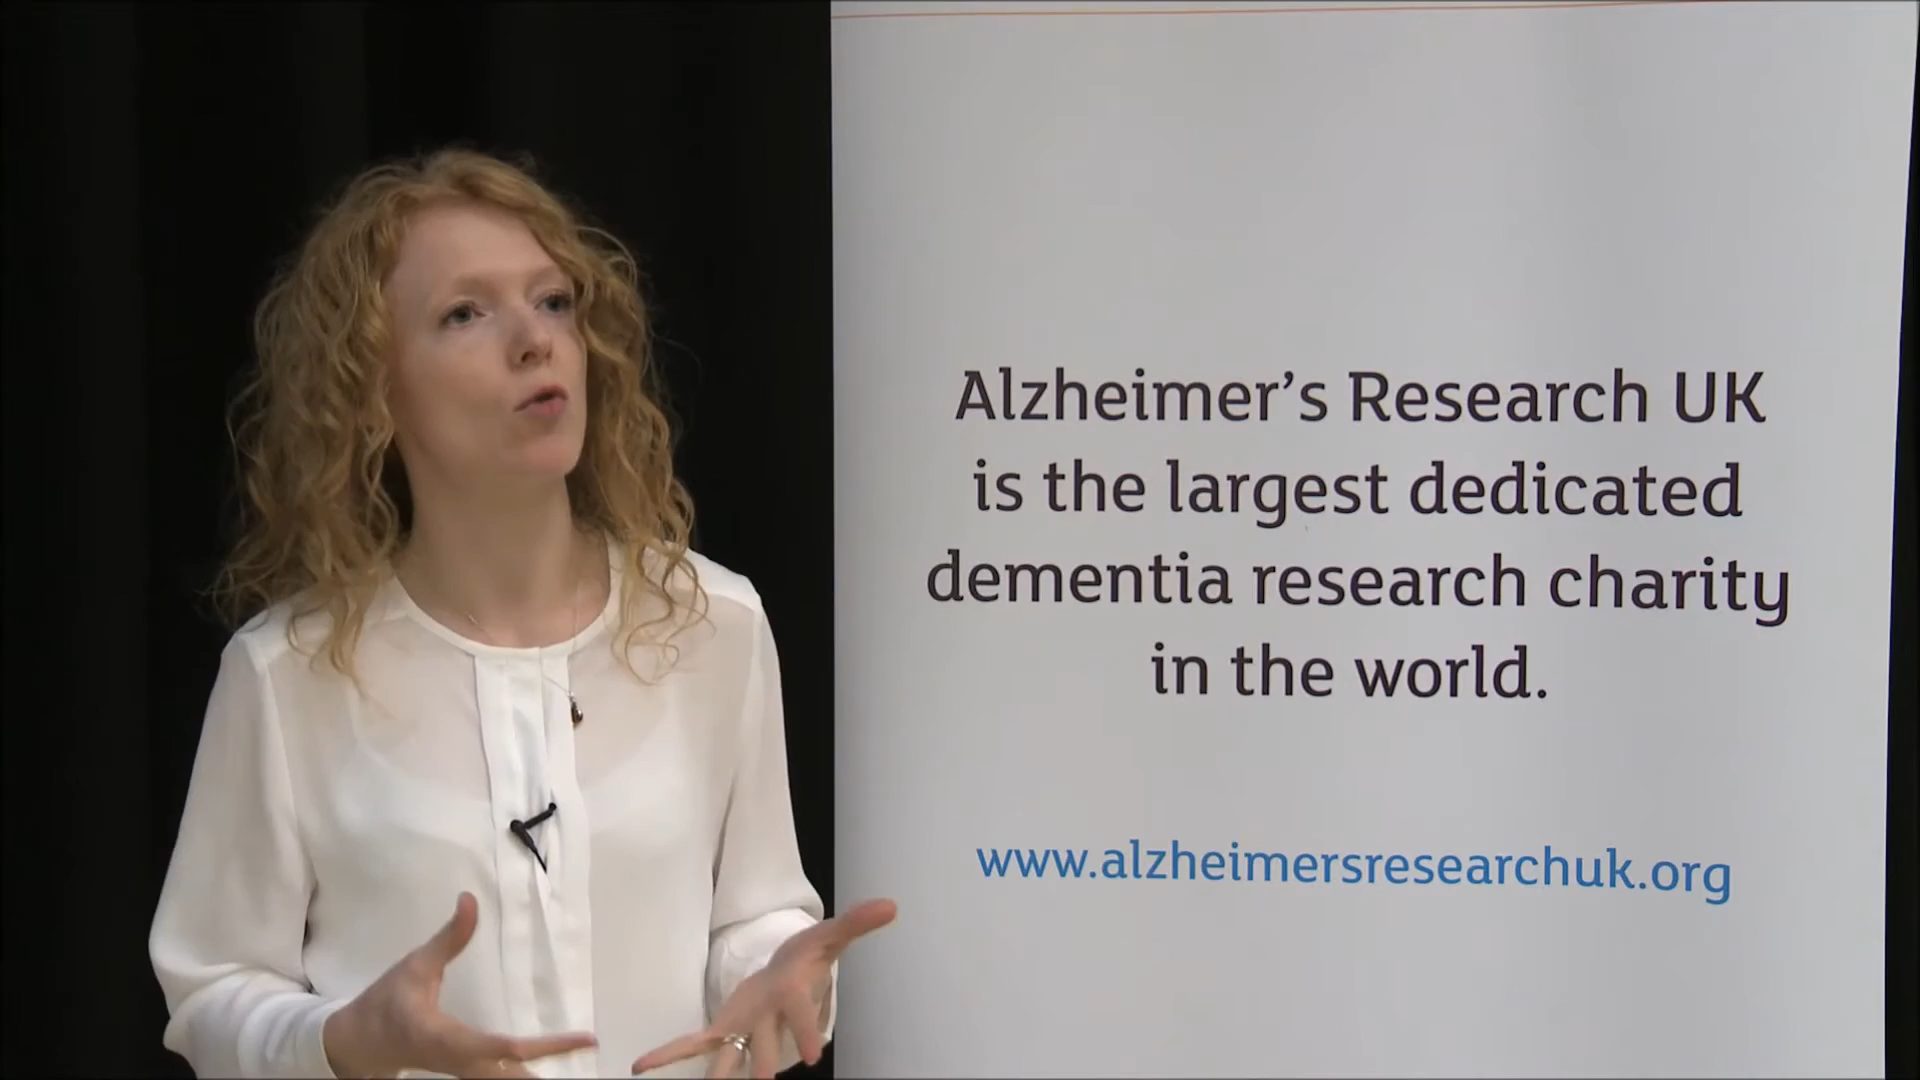 Alzheimer’s Research UK
is the largest dedicated
dementia research charity
in the world.
www.alzheimersresearchuk.org